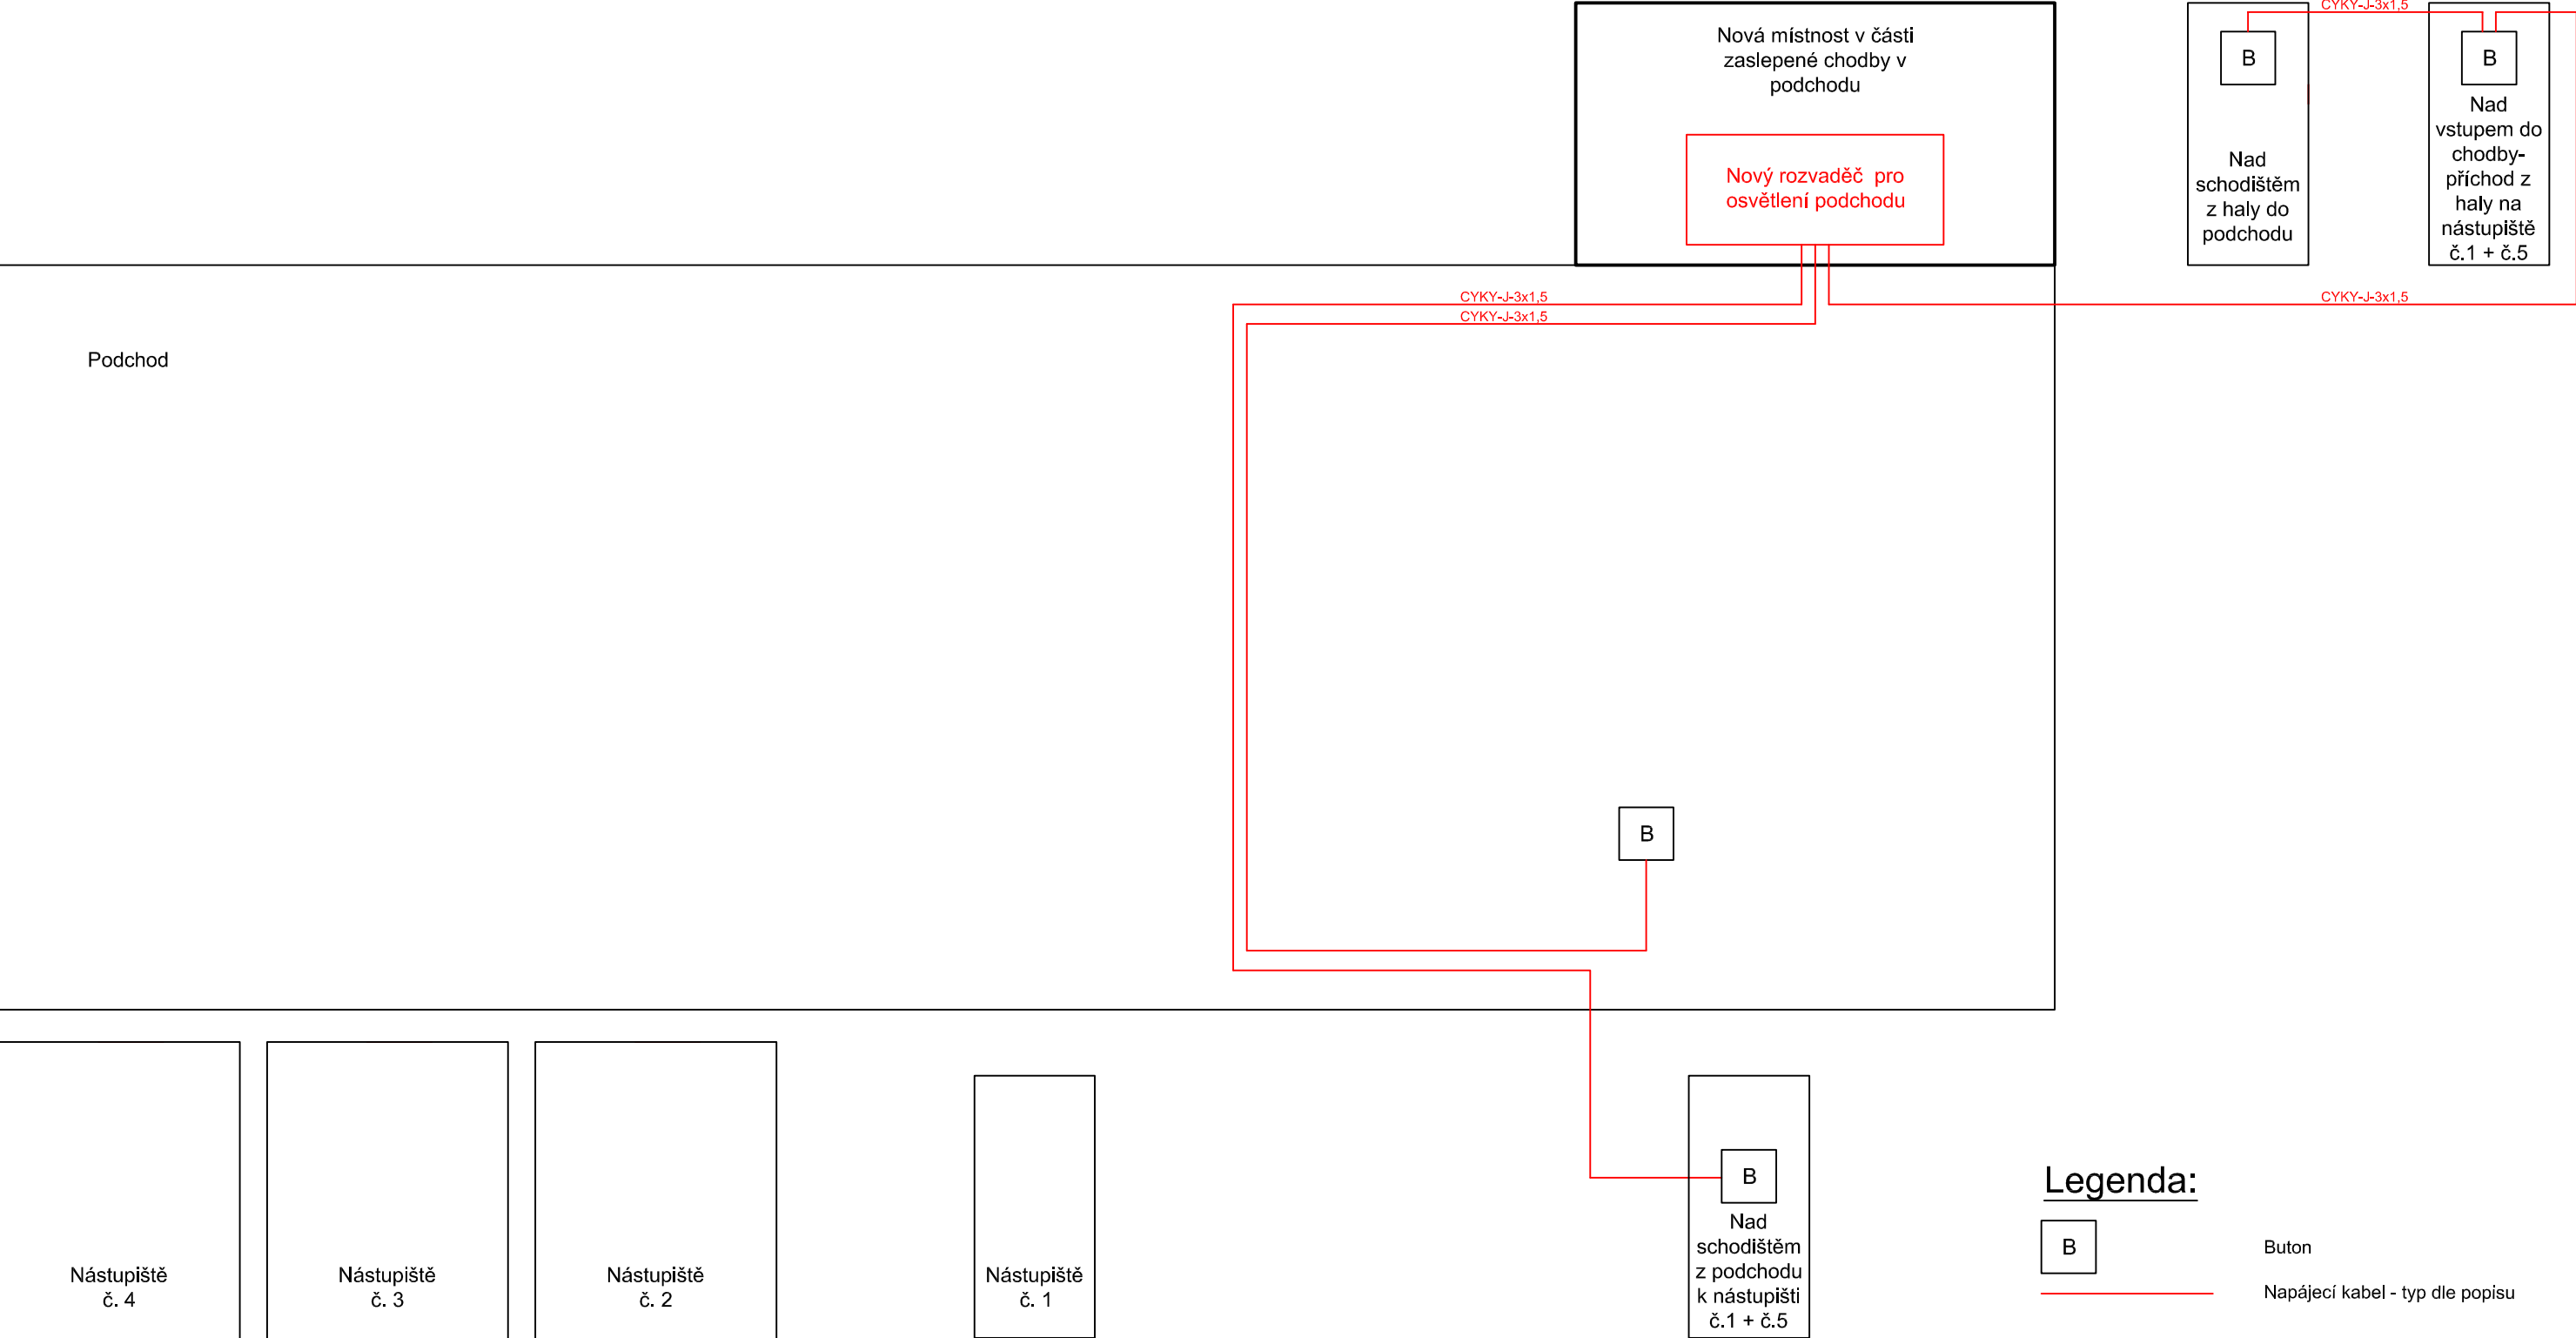 CYKY-J-3x1,5
Nová místnost v části
zaslepené chodby v
podchodu
Nový rozvaděč pro
osvětlení podchodu
B
Nad
schodištěm
z haly do
podchodu
B
Nad
vstupem do
chodby-
příchod z
haly na
nástupiště
č.1 + č.5
CYKY-J-3x1,5
CYKY-J-3x1,5
CYKY-J-3x1,5
Podchod
B
B
Nad
schodištěm
z podchodu
k nástupišti
č.1 + č.5
Nástupiště
č. 4
Nástupiště
č. 3
Nástupiště
č. 2
Nástupiště
č. 1
Legenda:
B
Buton
Napájecí kabel - typ dle popisu